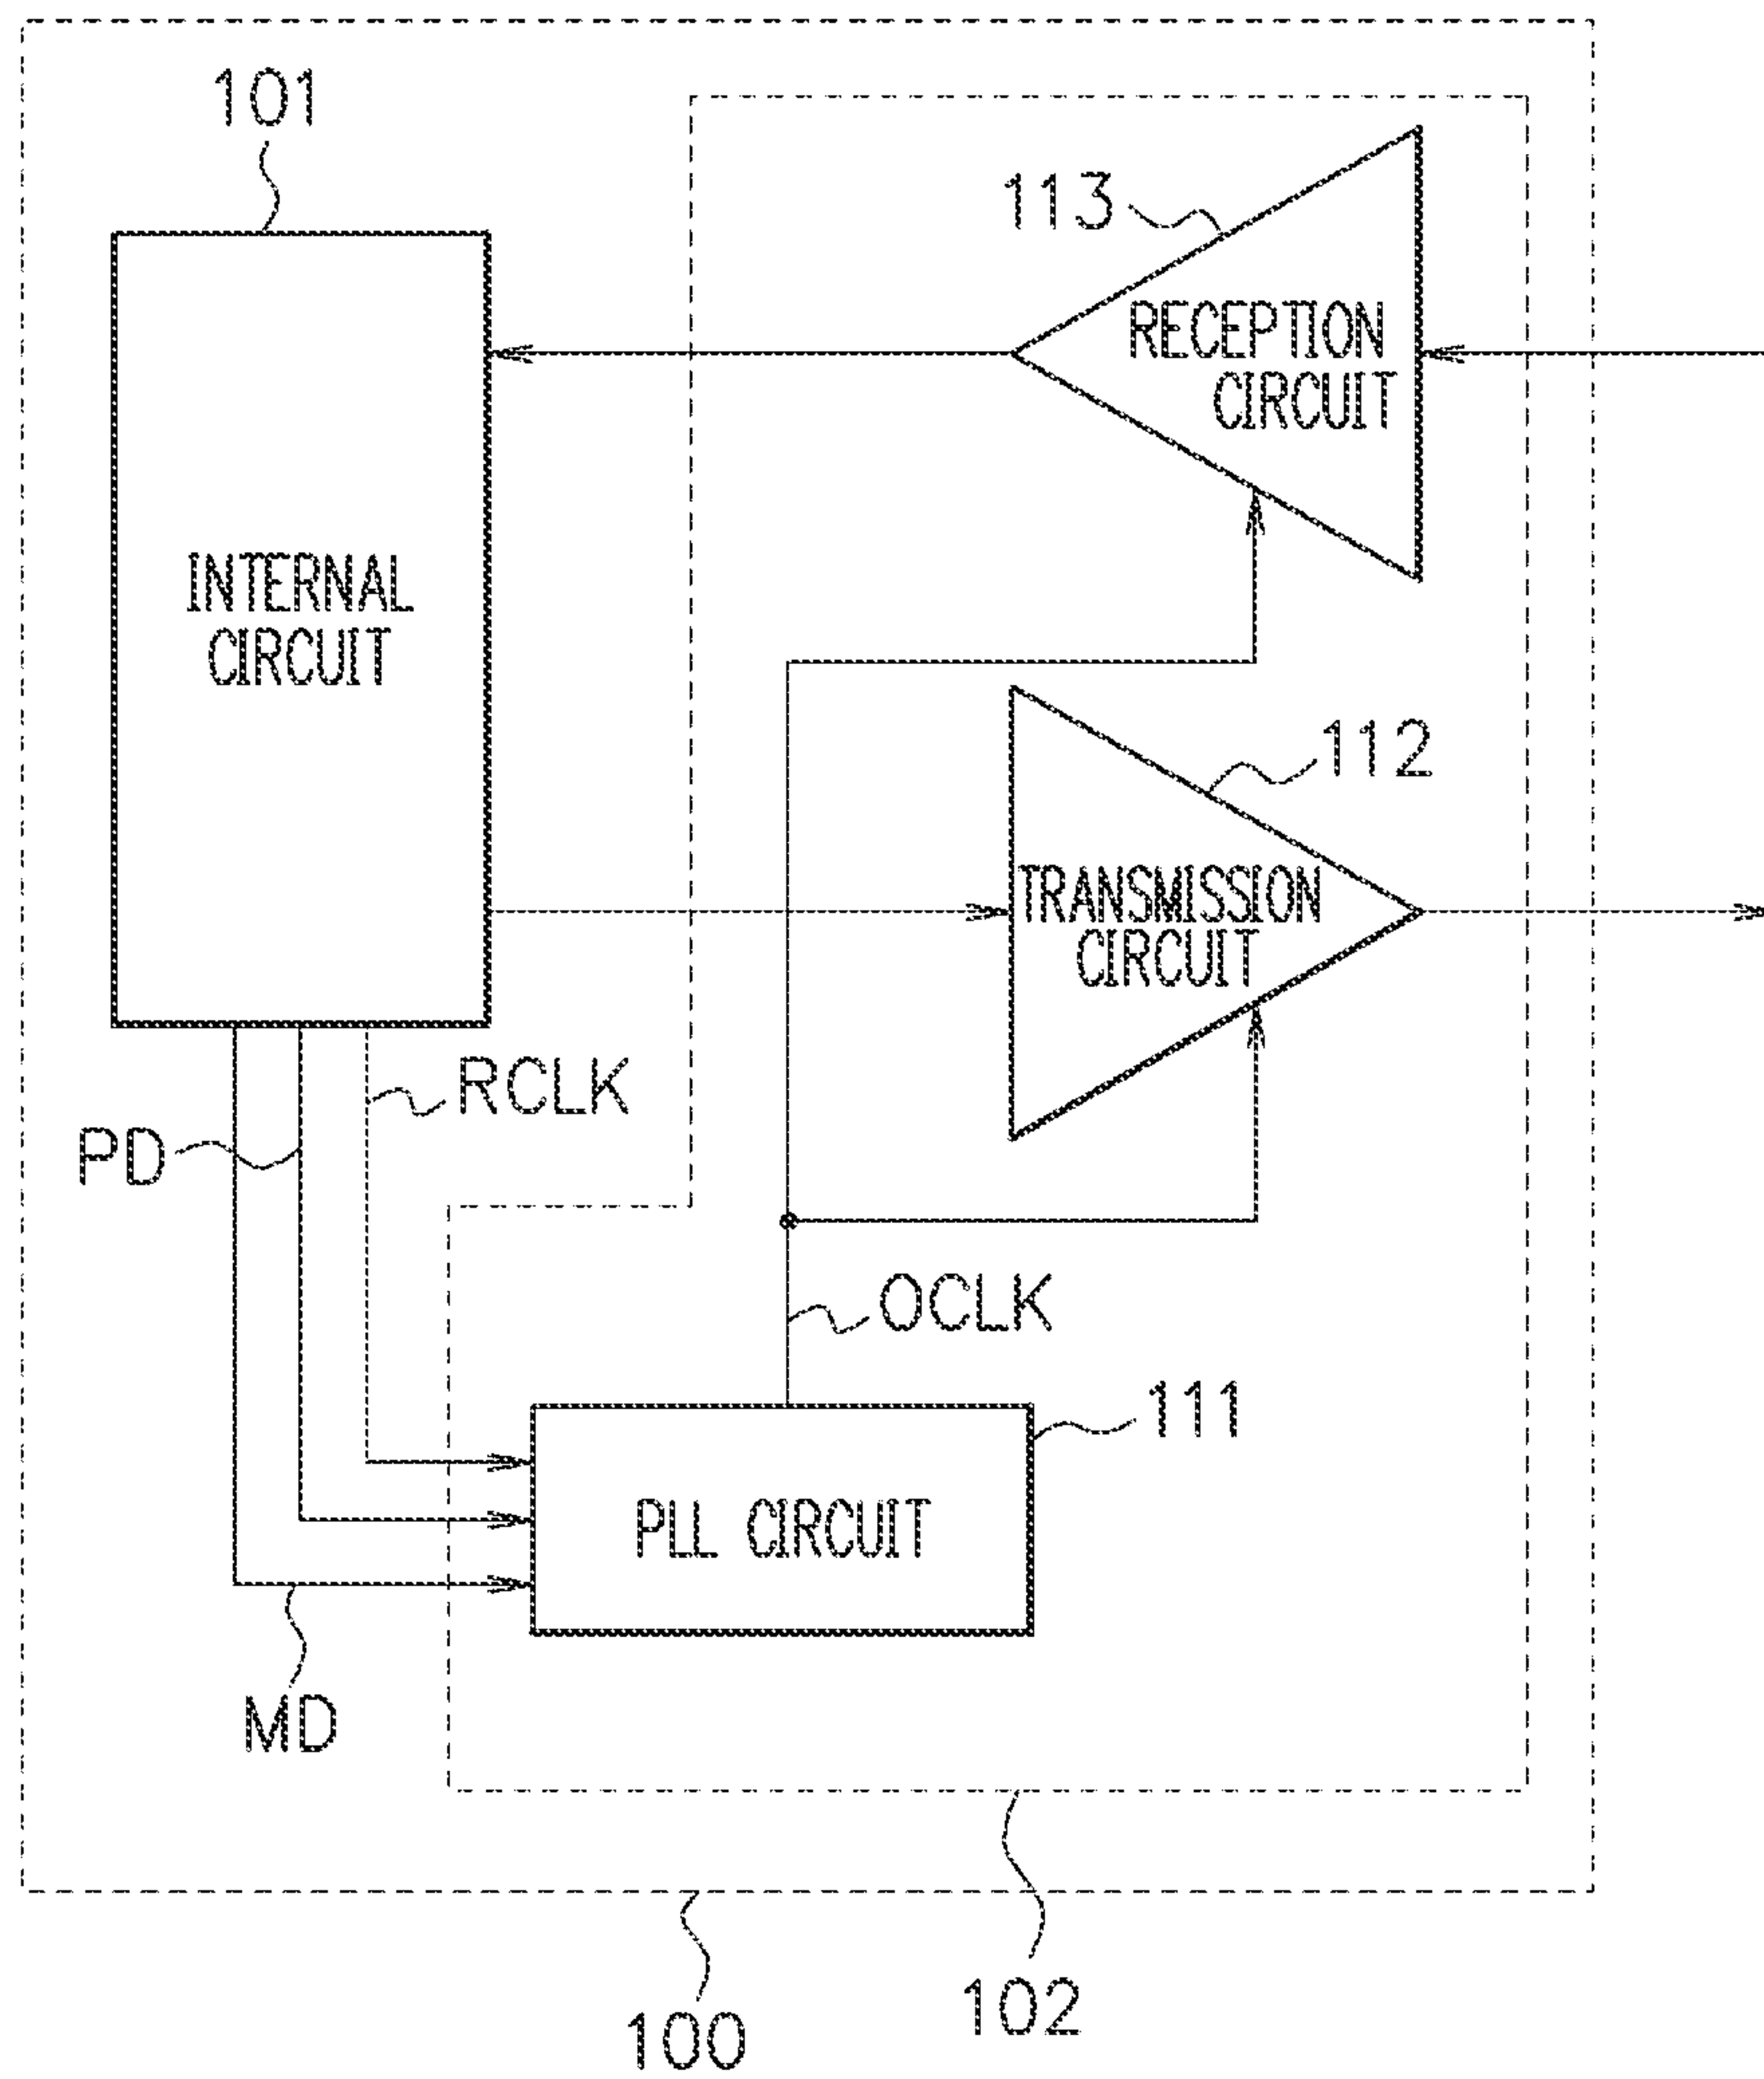 101
113
RECEPTION
CIRCUIT
INTERNAL
CIRCUIT
112
TRANSMISSION
CIRCUIT
RCLK
PD
OCLK
111
PLL CIRCUIT
MD
102
100